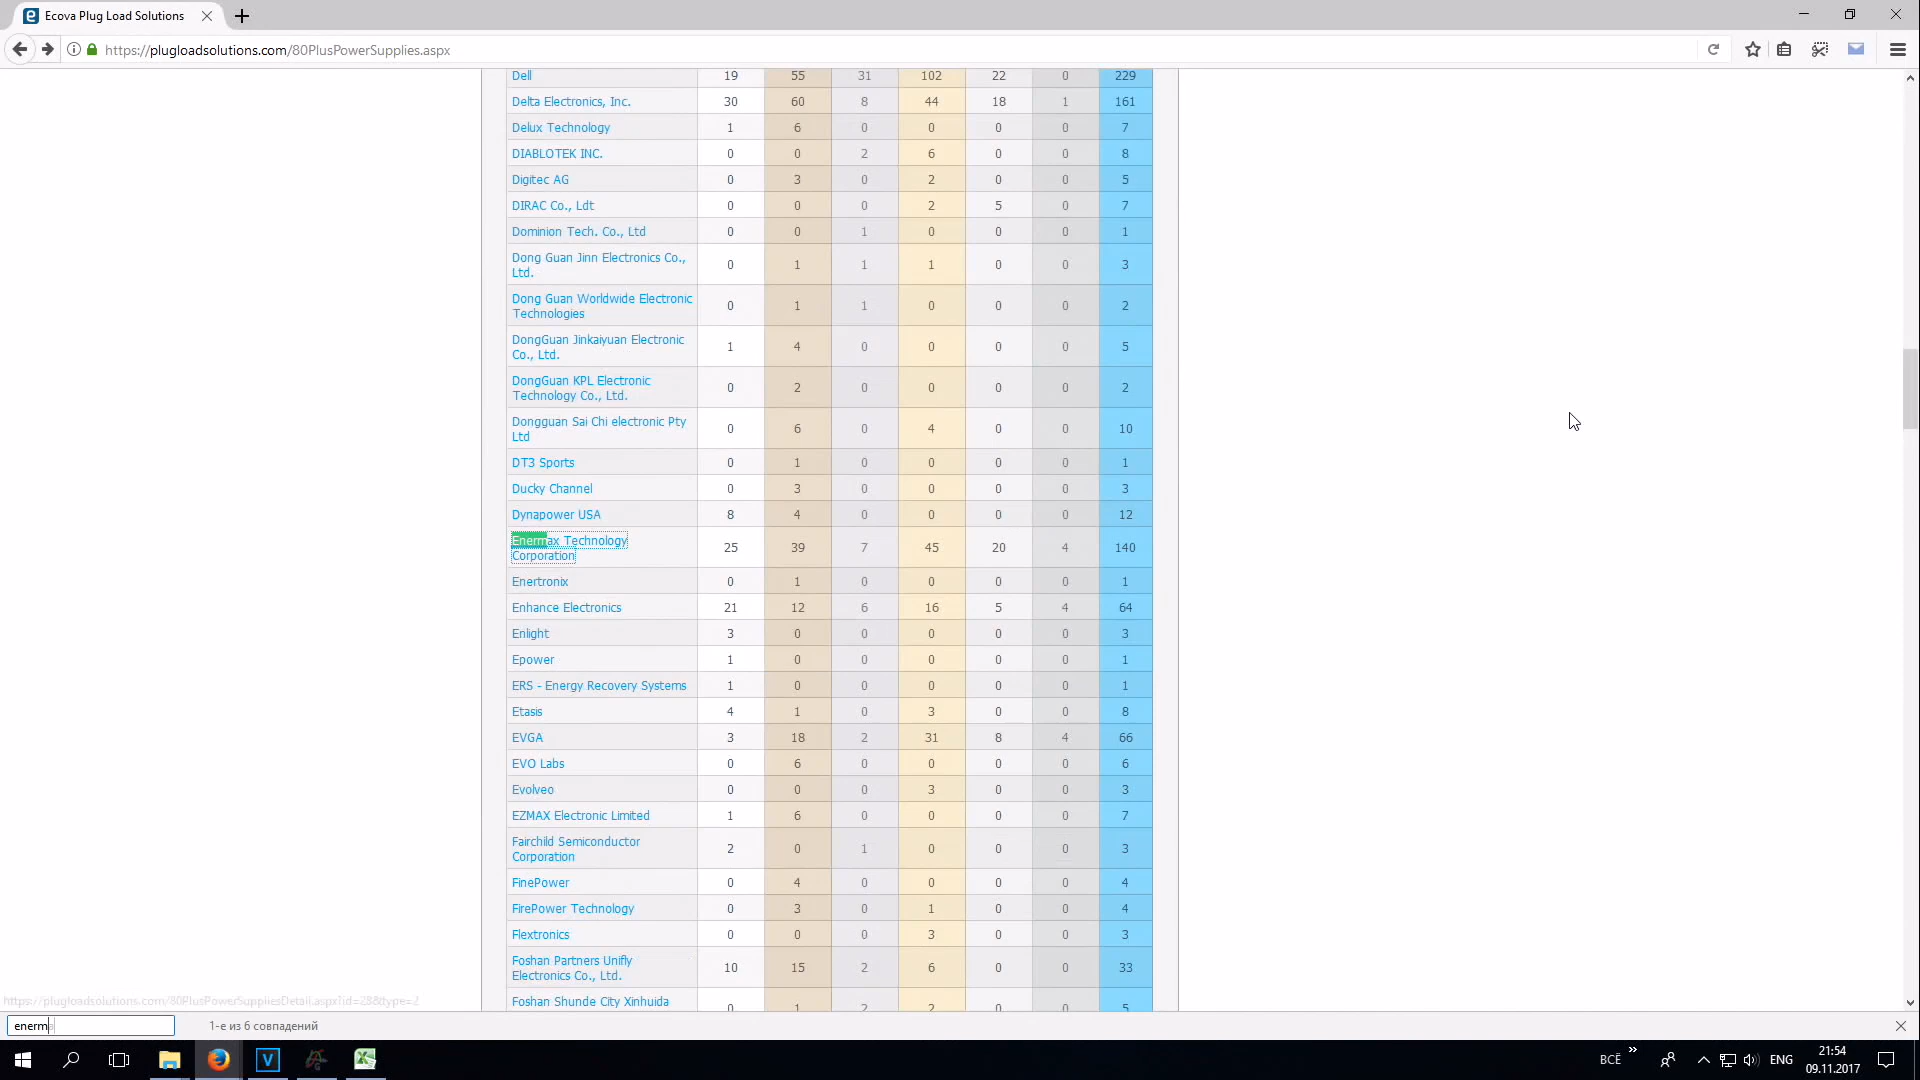 Ecova Plug Load Solutions
https://plugloadsolutions.com/80PlusPowerSupplies.aspx
Dell 19 55 31 102 22 0 229
Delta Electronics, Inc. 30 60 8 44 18 1 161
Delux Technology 1 6 0 0 0 0 7
DIABLOTEK INC. 0 0 2 6 0 0 8
Digitec AG 0 3 0 2 0 0 5
DIRAC Co., Ldt 0 0 0 2 5 0 7
Dominion Tech. Co., Ltd 0 0 1 0 0 0 1
Dong Guan Jinn Electronics Co.,
Ltd. 0 1 1 1 0 0 3
Dong Guan Worldwide Electronic
Technologies 0 1 1 0 0 0 2
DongGuan Jinkaiyuan Electronic
Co., Ltd. 1 4 0 0 0 0 5
DongGuan KPL Electronic
Technology Co., Ltd. 0 2 0 0 0 0 2
Dongguan Sai Chi electronic Pty
Ltd 0 6 0 4 0 0 10
DT3 Sports 0 1 0 0 0 0 1
Ducky Channel 0 3 0 0 0 0 3
Dynapower USA 8 4 0 0 0 0 12
Enermax Technology
Corporation 25 39 7 45 20 4 140
Enertronix 0 1 0 0 0 0 1
Enhance Electronics 21 12 6 16 5 4 64
Enlight 3 0 0 0 0 0 3
Epower 1 0 0 0 0 0 1
ERS - Energy Recovery Systems 1 0 0 0 0 0 1
Etasis 4 1 0 3 0 0 8
EVGA 3 18 2 31 8 4 66
EVO Labs 0 6 0 0 0 0 6
Evolveo 0 0 0 3 0 0 3
EZMAX Electronic Limited 1 6 0 0 0 0 7
Fairchild Semiconductor
Corporation 2 0 1 0 0 0 3
FinePower 0 4 0 0 0 0 4
FirePower Technology 0 3 0 1 0 0 4
Flextronics 0 0 0 3 0 0 3
Foshan Partners Unifly
Electronics Co., Ltd. 10 15 2 6 0 0 33
Foshan Shunde City Xinhuida 0 1 2 2 0 0 5
https://plugloadsolutions.com/80PlusPowerSuppliesDetail.aspx?id=288&type=2
enerm 1-е из 6 совпадений
ВСЁ » ENG 21:54
09.11.2017